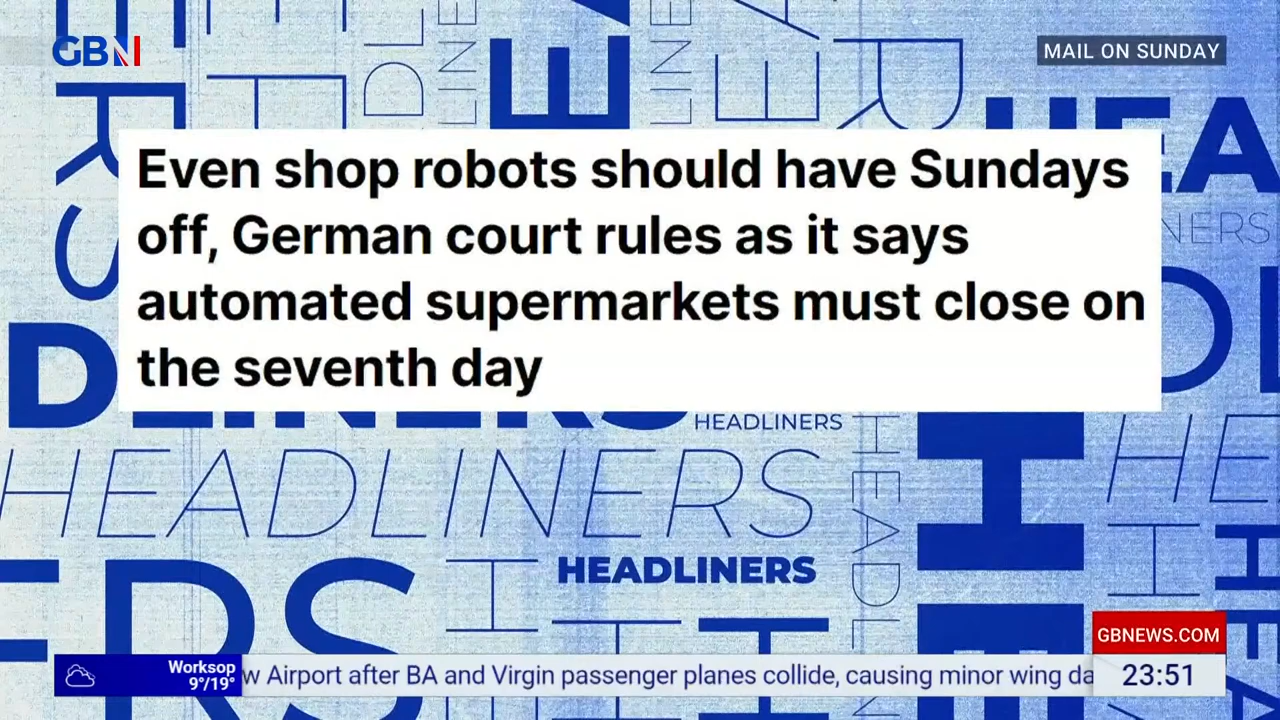 GBN
MAIL ON SUNDAY
Even shop robots should have Sundays
off, German court rules as it says
automated supermarkets must close on
the seventh day
HEADLINERS
HEADLINERS
HEADLINERS
GBNEWS.COM
Worksop
9°/19°
w Airport after BA and Virgin passenger planes collide, causing minor wing da
23:51